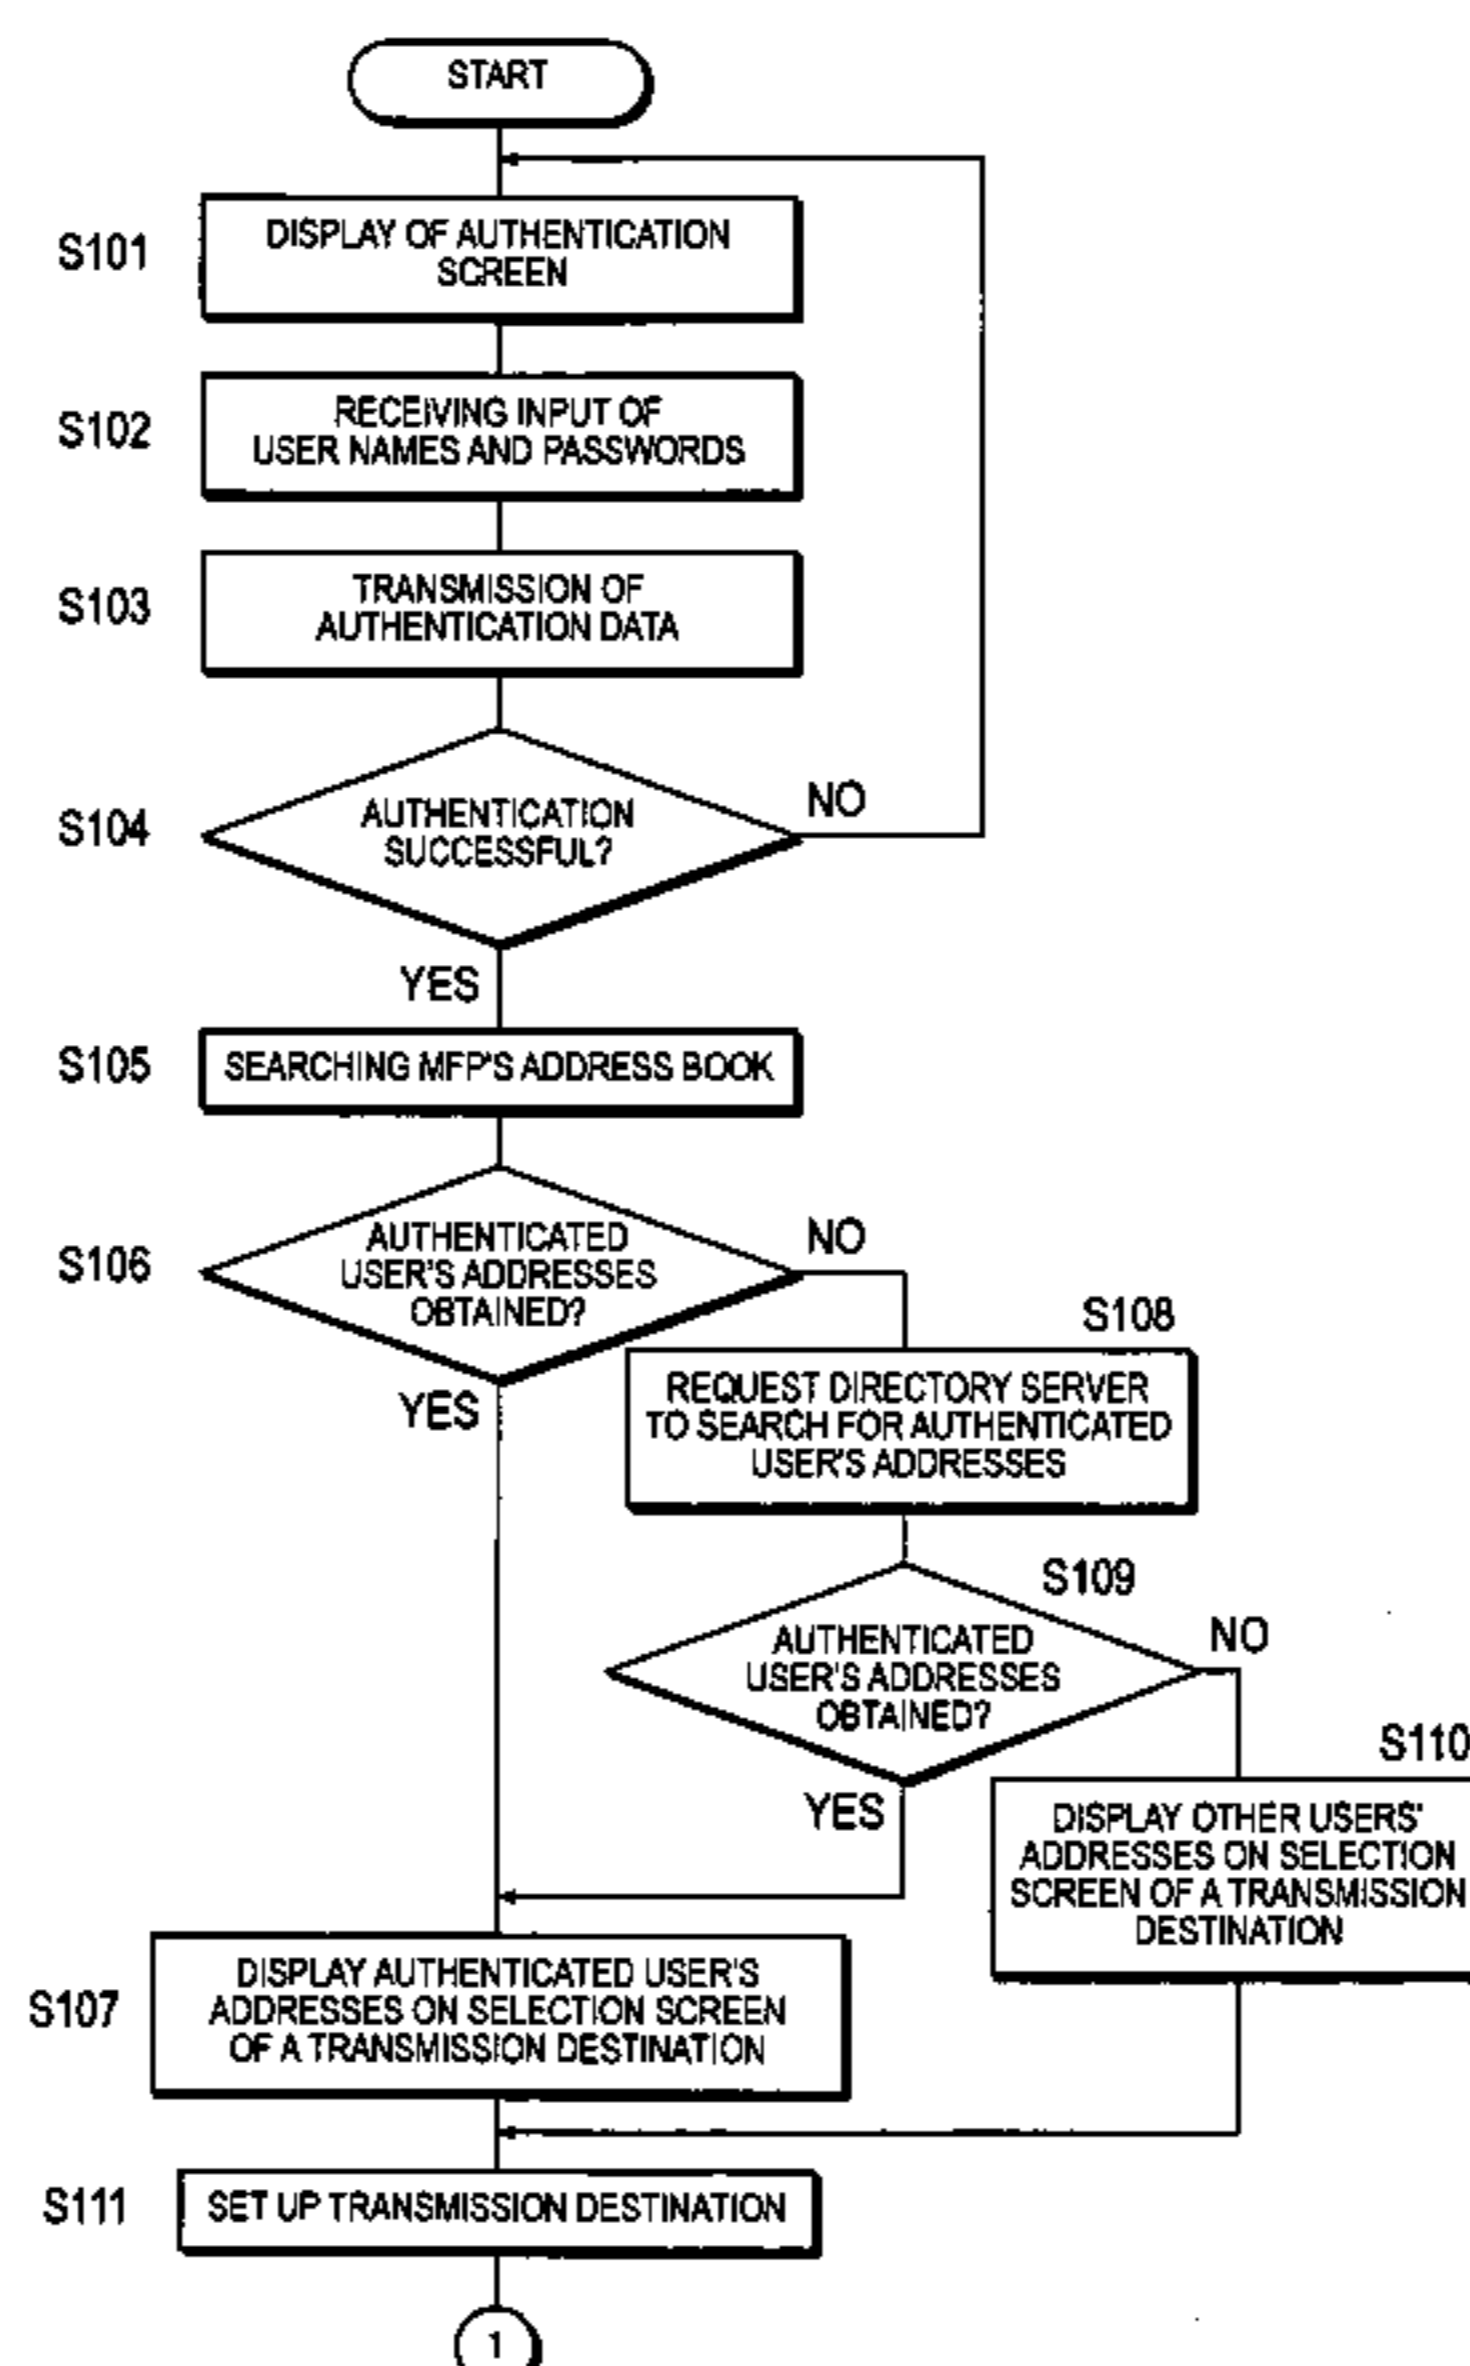 START
S101
DISPLAY OF AUTHENTICATION
SCREEN
S102
RECEIVING INPUT OF
USER NAMES AND PASSWORDS
S103
TRANSMISSION OF
AUTHENTICATION DATA
S104
AUTHENTICATION
SUCCESSFUL?
NO
YES
S105
SEARCHING MFP'S ADDRESS BOOK
S106
AUTHENTICATED
USER'S ADDRESSES
OBTAINED?
NO
YES
S108
REQUEST DIRECTORY SERVER
TO SEARCH FOR AUTHENTICATED
USER'S ADDRESSES
S109
AUTHENTICATED
USER'S ADDRESSES
OBTAINED?
NO
YES
S110
DISPLAY OTHER USERS'
ADDRESSES ON SELECTION
SCREEN OF A TRANSMISSION
DESTINATION
S107
DISPLAY AUTHENTICATED USER'S
ADDRESSES ON SELECTION SCREEN
OF A TRANSMISSION DESTINATION
S111
SET UP TRANSMISSION DESTINATION
1